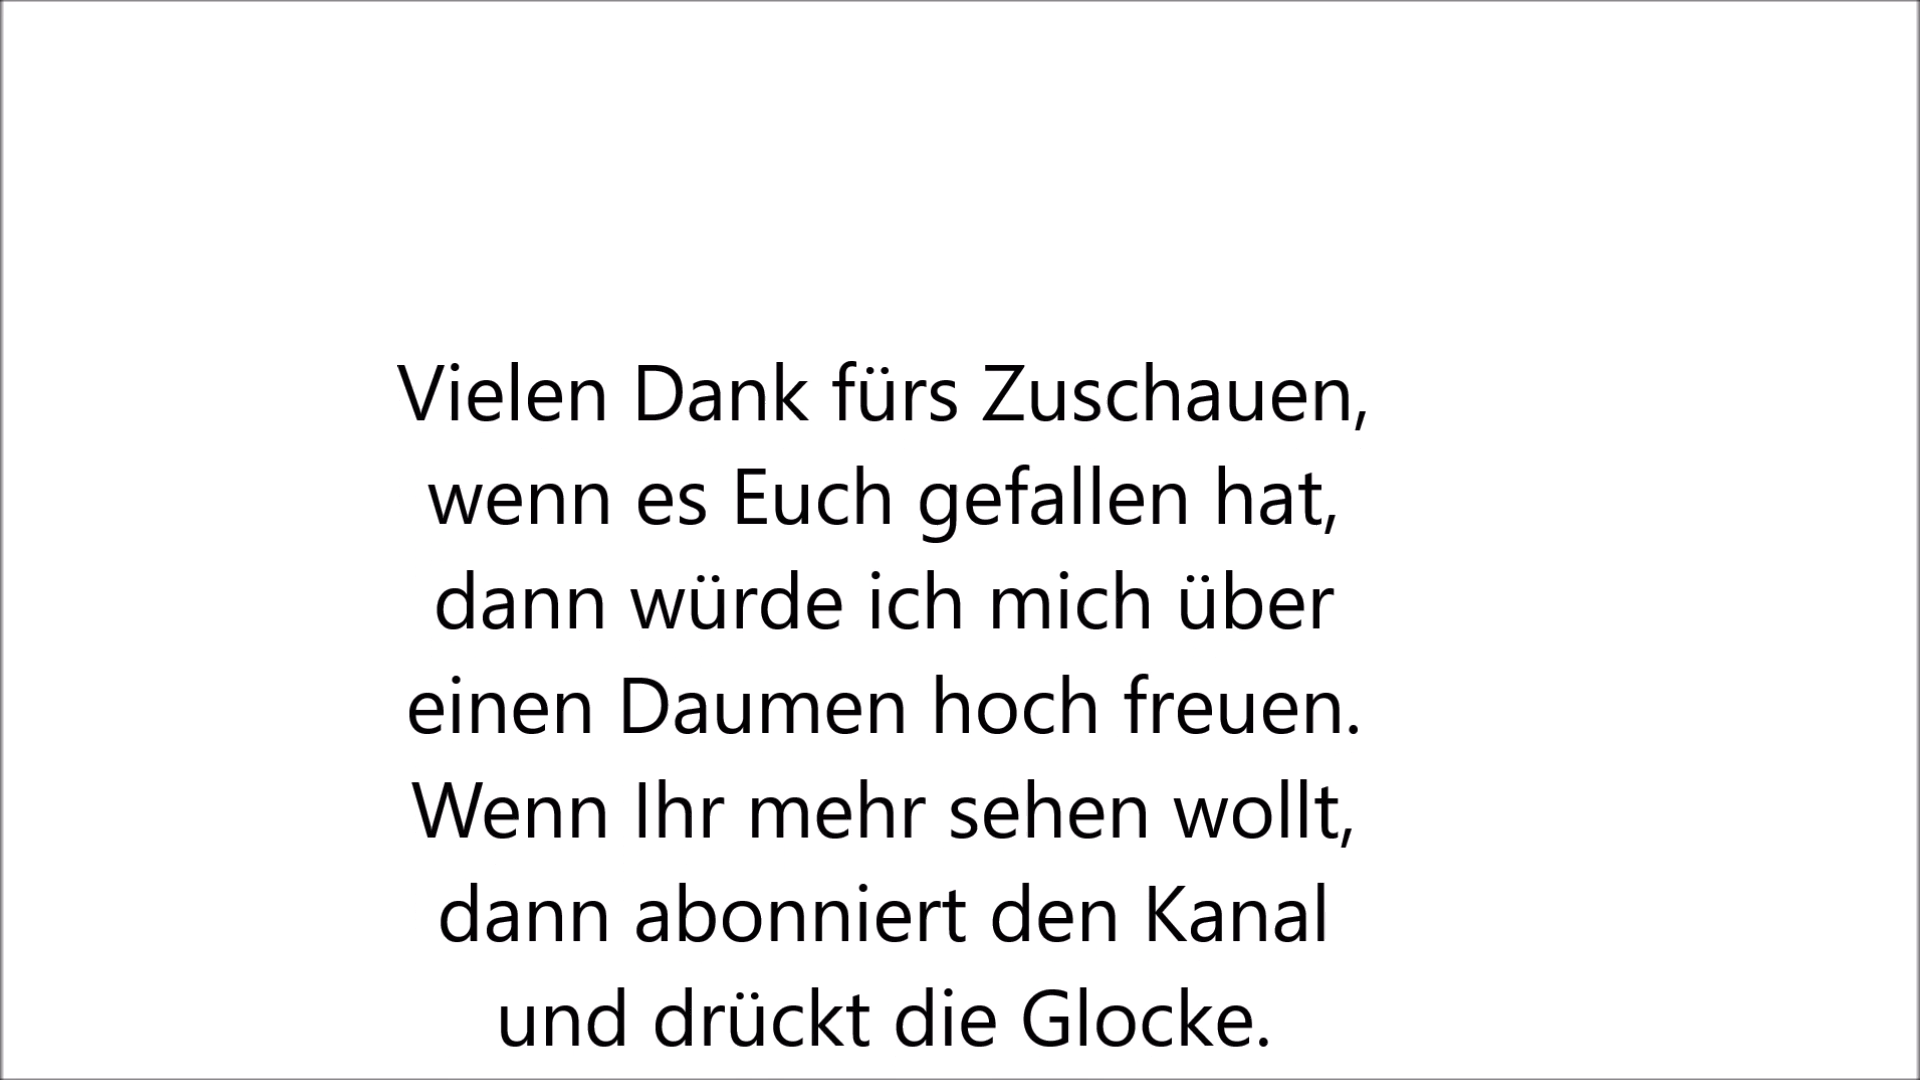 Vielen Dank fürs Zuschauen,
wenn es Euch gefallen hat,
dann würde ich mich über
einen Daumen hoch freuen.
Wenn Ihr mehr sehen wollt,
dann abonniert den Kanal
und drückt die Glocke.